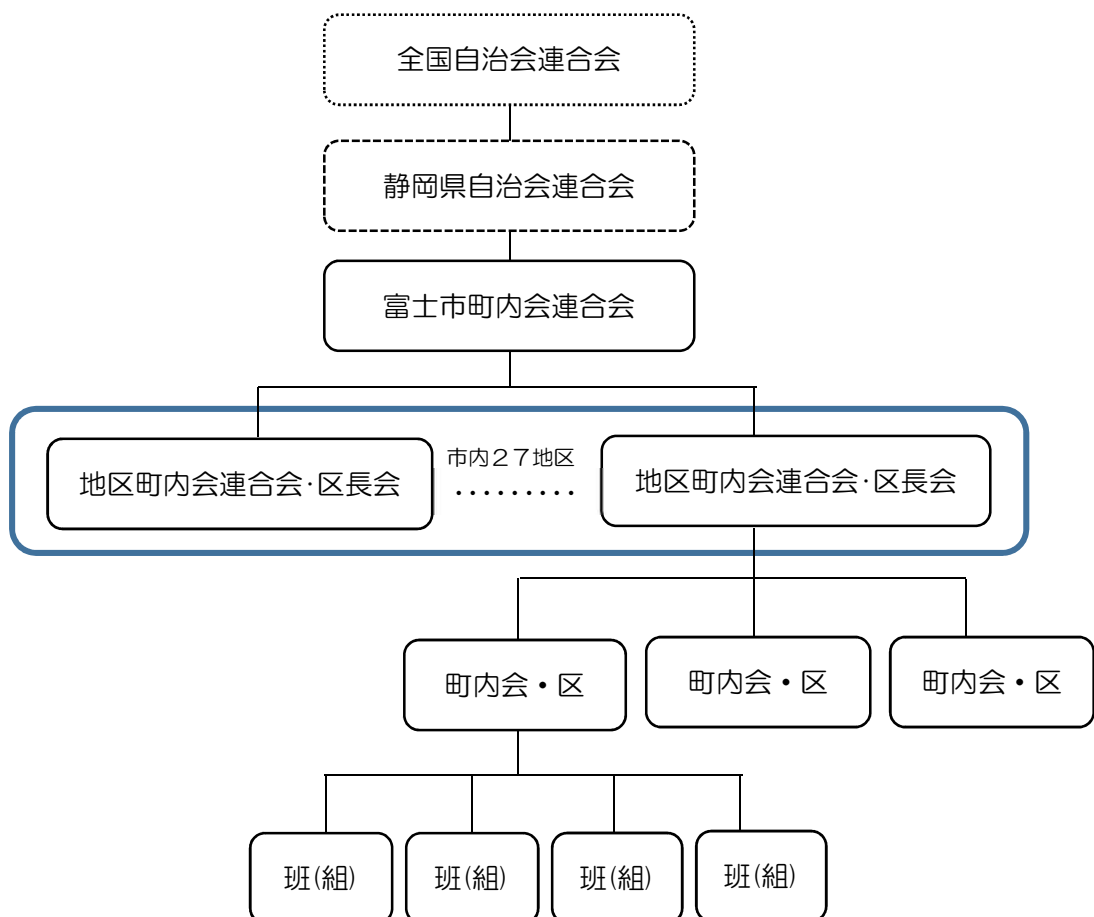 全国自治会連合会
静岡県自治会連合会
富士市町内会連合会
地区町内会連合会・区長会
市内２７地区
・・・・・・・・・
地区町内会連合会・区長会
町内会・区
町内会・区
町内会・区
班(組)
班(組)
班(組)
班(組)